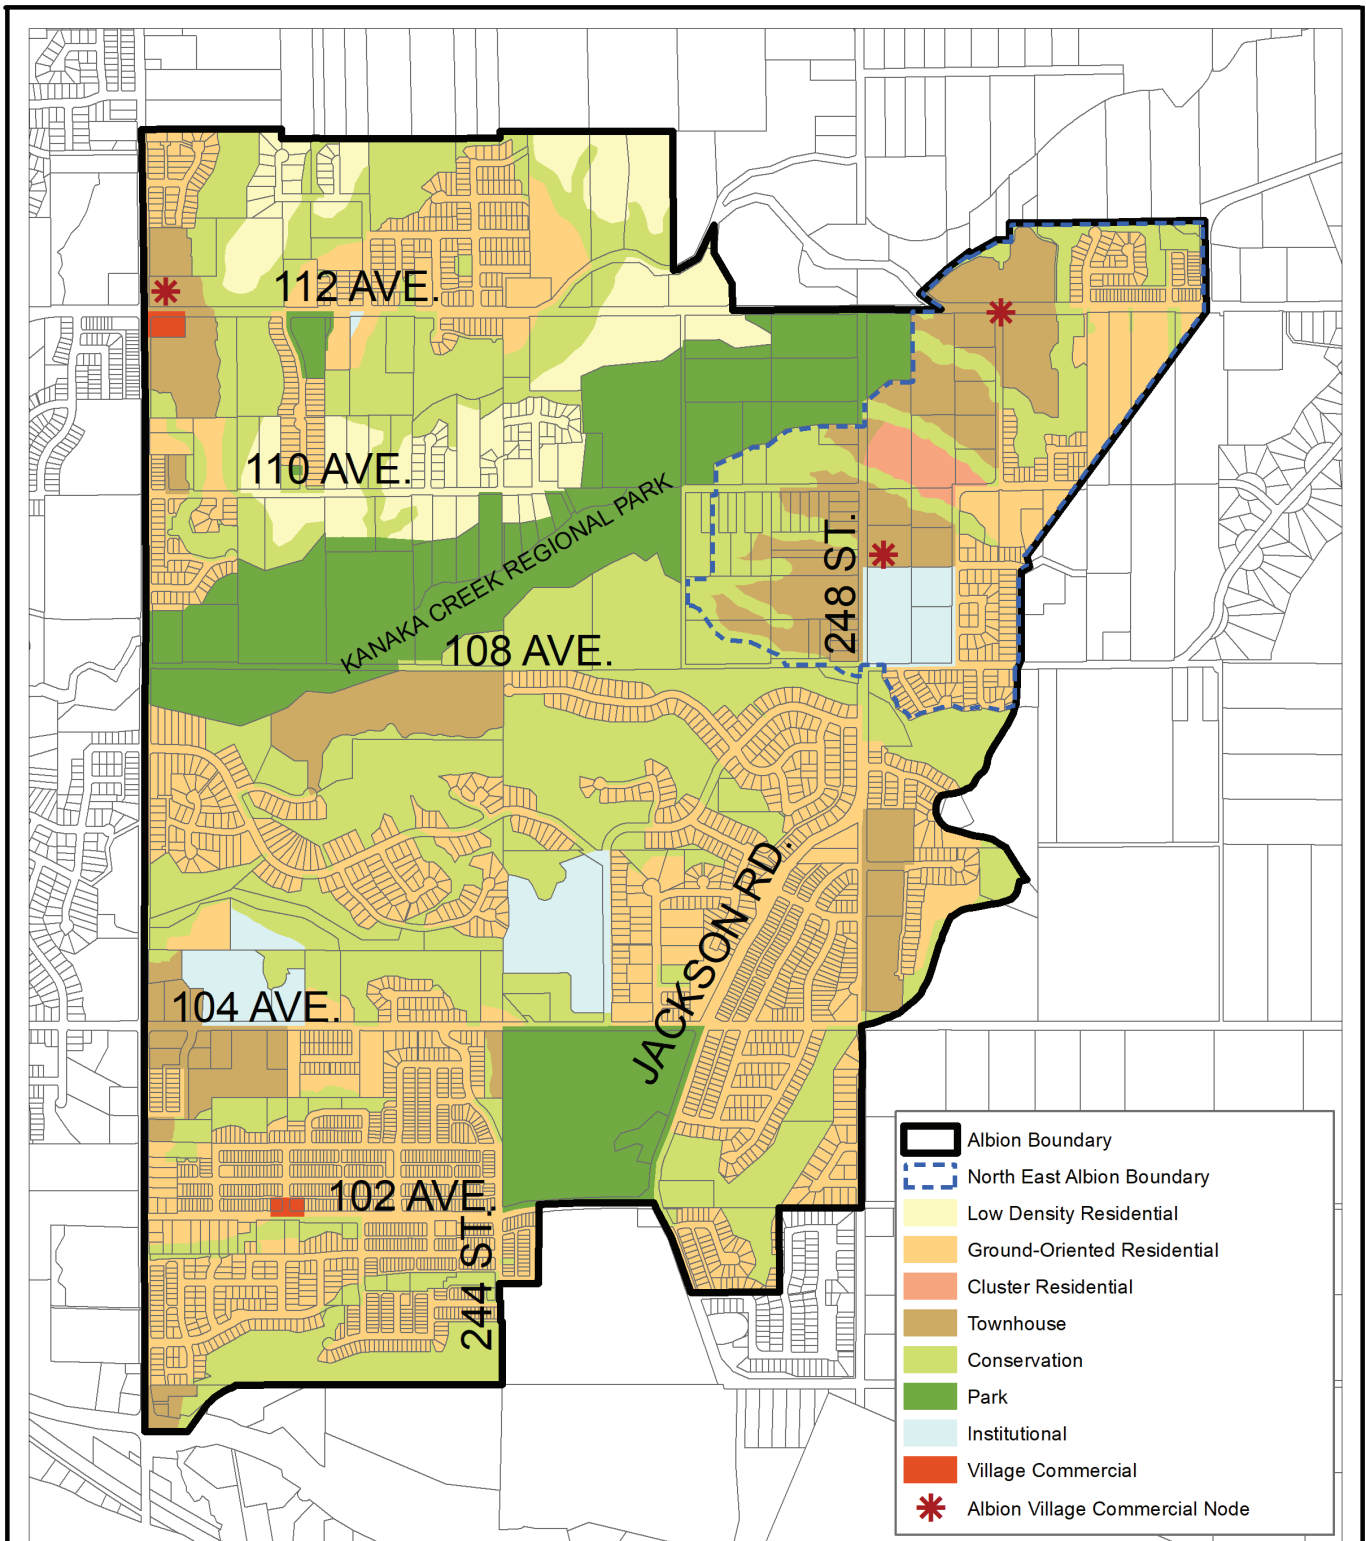 112 AVE.
110 AVE.
KANAKA CREEK REGIONAL PARK
248 ST.
108 AVE.
JACKSON RD.
104 AVE.
102 AVE.
244 ST.
Albion Boundary
North East Albion Boundary
Low Density Residential
Ground-Oriented Residential
Cluster Residential
Townhouse
Conservation
Park
Institutional
Village Commercial
Albion Village Commercial Node